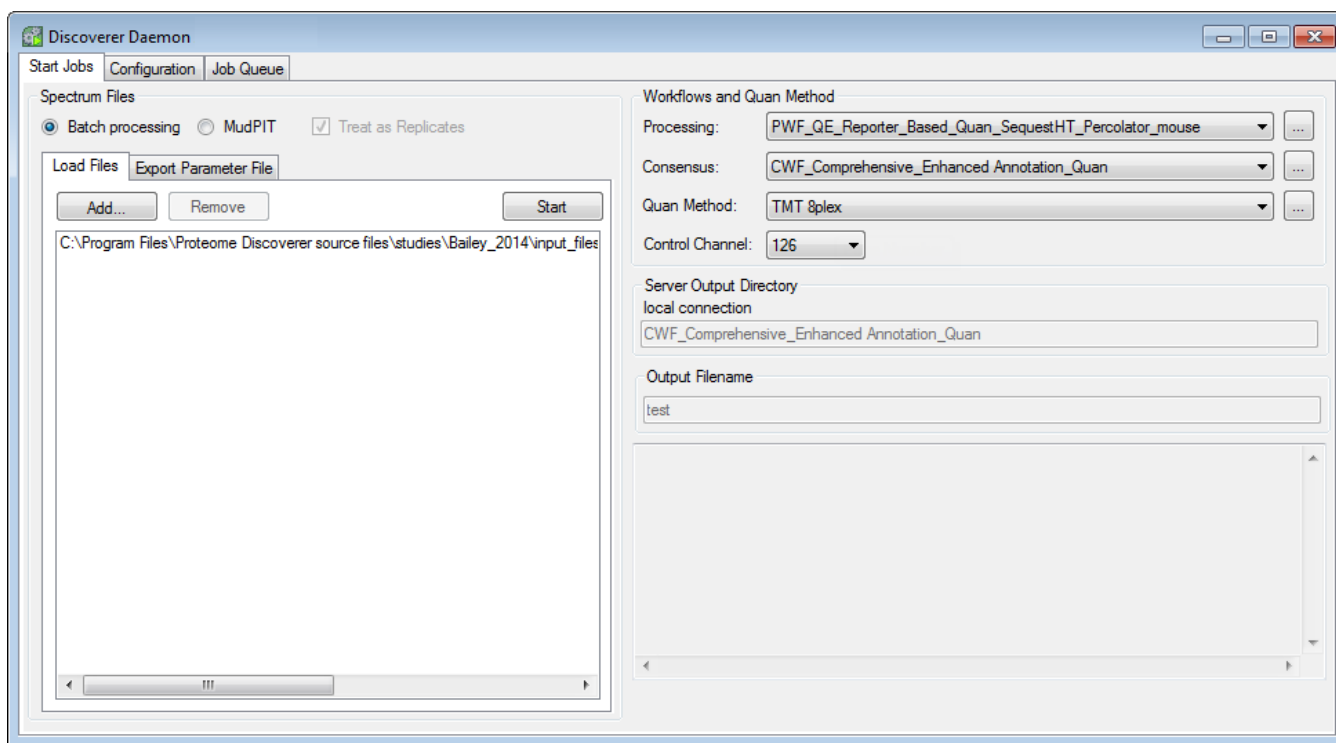 Discoverer Daemon
Start Jobs Configuration Job Queue
Spectrum Files
Batch processing MudPIT Treat as Replicates
Load Files Export Parameter File
Add... Remove Start
C:\Program Files\Proteome Discoverer source files\studies\Bailey_2014\input_files
Workflows and Quan Method
Processing: PWF_QE_Reporter_Based_Quan_SequestHT_Percolator_mouse ...
Consensus: CWF_Comprehensive_Enhanced Annotation_Quan ...
Quan Method: TMT 8plex ...
Control Channel: 126
Server Output Directory
local connection
CWF_Comprehensive_Enhanced Annotation_Quan
Output Filename
test